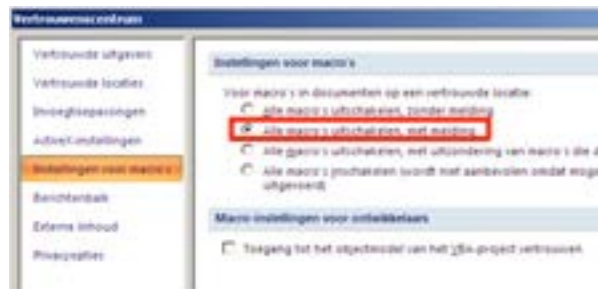 Vertrouwenscentrum
Vertrouwde uitgevers
Vertrouwde locaties
Invoegtoepassingen
ActiveX-instellingen
Instellingen voor macro's
Berichtenbalk
Externe inhoud
Privacyopties
Instellingen voor macro's
Voor macro's in documenten op een vertrouwde locatie:
Alle macro's uitschakelen, zonder melding
Alle macro's uitschakelen, met melding
Alle macro's uitschakelen, met uitzondering van macro's die d
Alle macro's inschakelen (wordt niet aanbevolen omdat moge
uitgevoerd)
Macro-instellingen voor ontwikkelaars
Toegang tot het objectmodel van het VBA-project vertrouwen